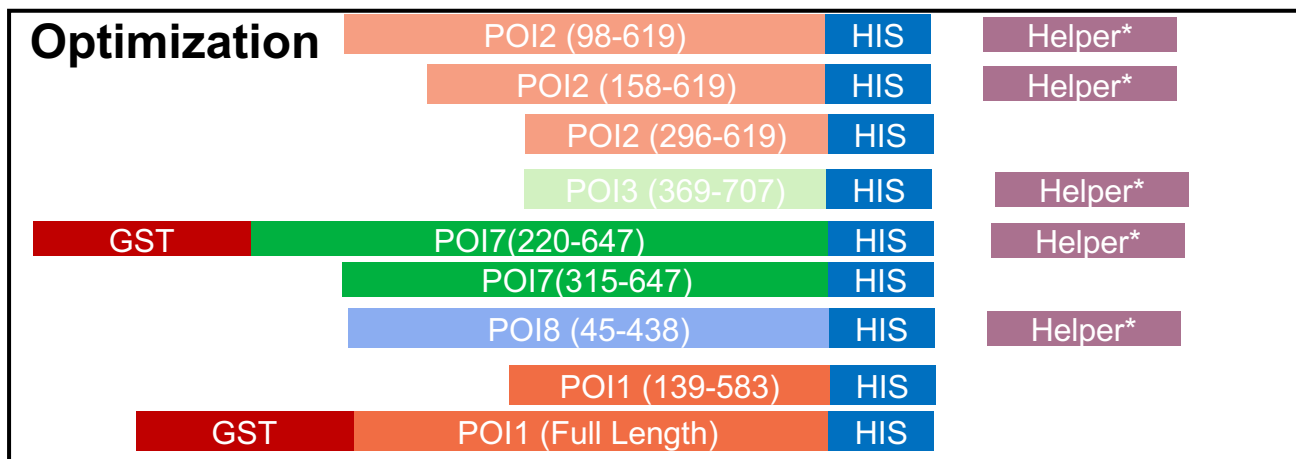 Optimization
POI2 (98-619) HIS Helper*
POI2 (158-619) HIS Helper*
POI2 (296-619) HIS
POI3 (369-707) HIS Helper*
GST POI7(220-647) HIS Helper*
POI7(315-647) HIS
POI8 (45-438) HIS Helper*
POI1 (139-583) HIS
GST POI1 (Full Length) HIS